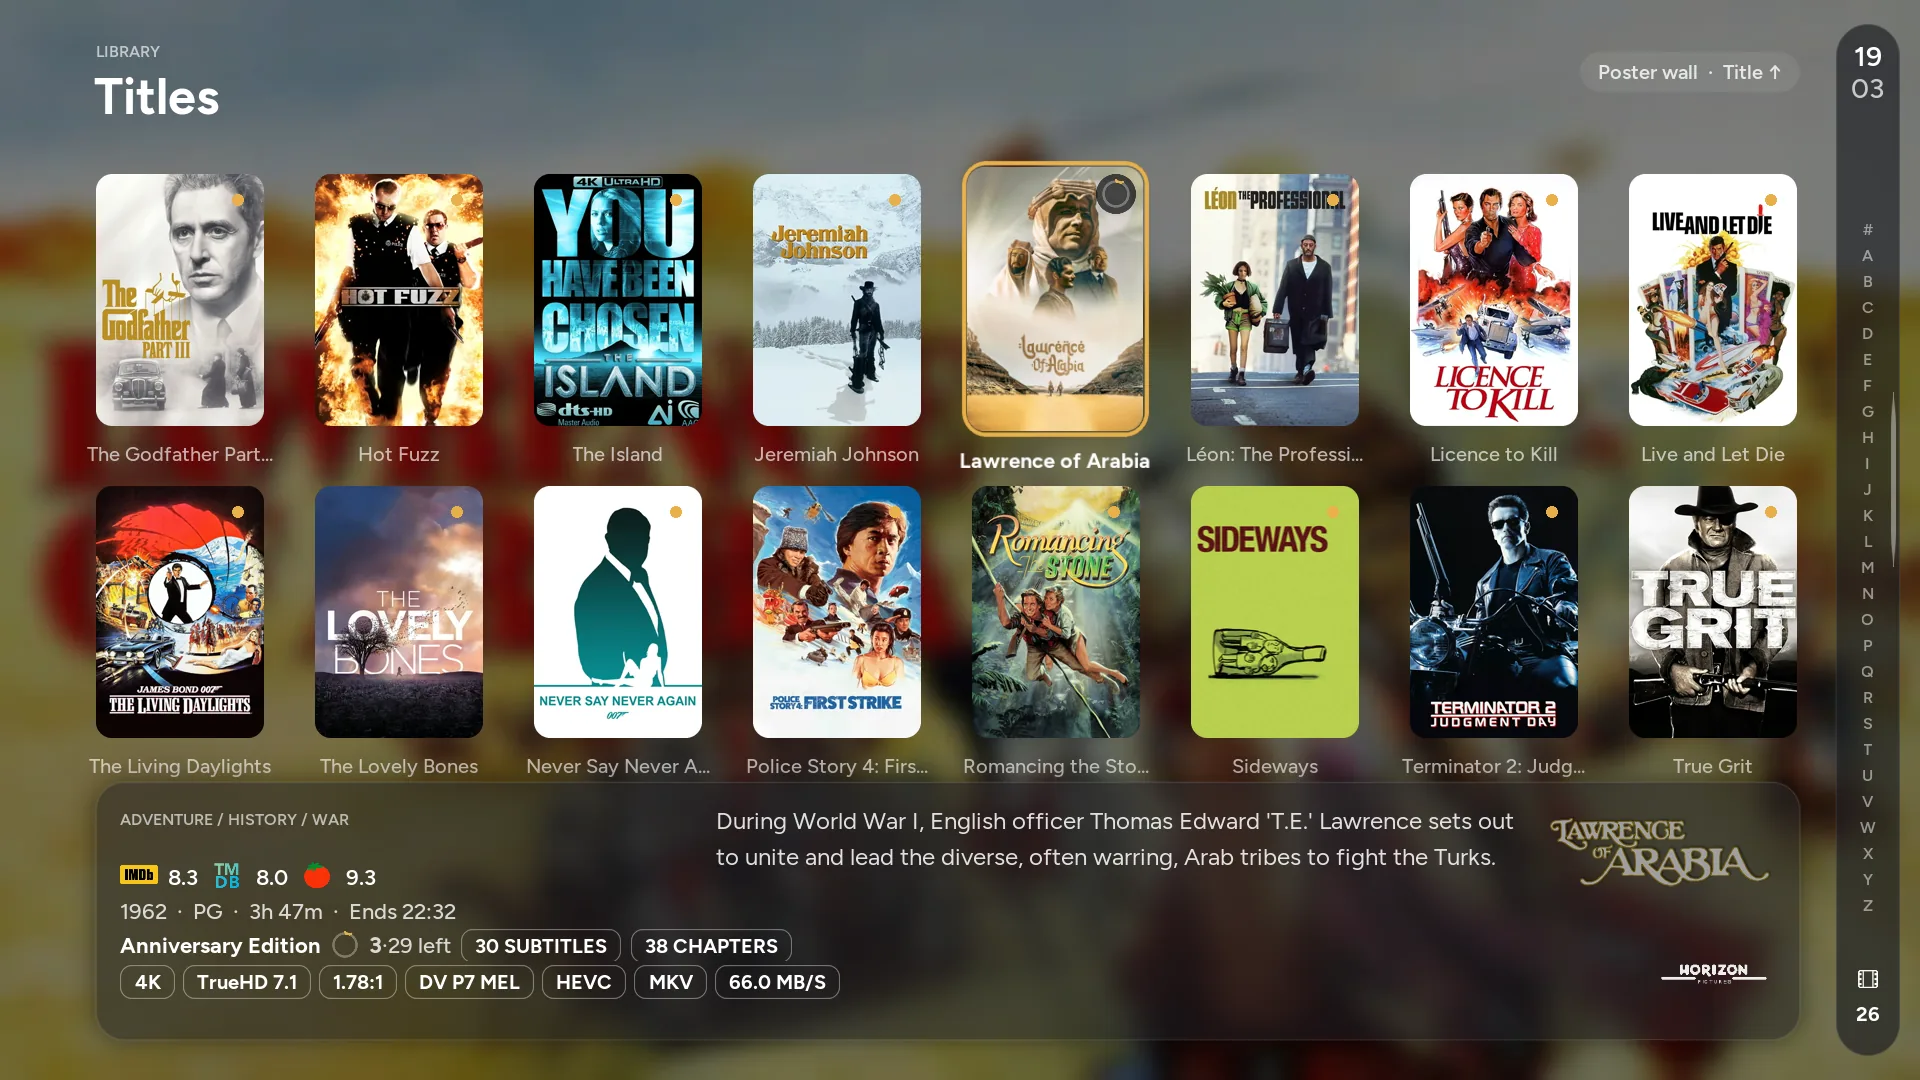 LIBRARY
Titles
Poster wall · Title ↑
19
03
The Godfather PART III
HOT FUZZ
4K ULTRA HD
YOU HAVE BEEN CHOSEN
THE ISLAND
dts-HD
Master Audio
Jeremiah Johnson
Lawrence Of Arabia
LÉON THE PROFESSIONAL
LICENCE TO KILL
LIVE AND LET DIE
The Godfather Part...
Hot Fuzz
The Island
Jeremiah Johnson
Lawrence of Arabia
Léon: The Professi...
Licence to Kill
Live and Let Die
JAMES BOND 007
THE LIVING DAYLIGHTS
THE LOVELY BONES
NEVER SAY NEVER AGAIN
007
POLICE STORY 4: FIRST STRIKE
Romancing THE STONE
SIDEWAYS
TERMINATOR 2
JUDGMENT DAY
TRUE GRIT
The Living Daylights
The Lovely Bones
Never Say Never A...
Police Story 4: Firs...
Romancing the Sto...
Sideways
Terminator 2: Judg...
True Grit
ADVENTURE / HISTORY / WAR
IMDb 8.3 TMDB 8.0 9.3
1962 · PG · 3h 47m · Ends 22:32
Anniversary Edition 3:29 left 30 SUBTITLES 38 CHAPTERS
4K TrueHD 7.1 1.78:1 DV P7 MEL HEVC MKV 66.0 MB/S
During World War I, English officer Thomas Edward 'T.E.' Lawrence sets out
to unite and lead the diverse, often warring, Arab tribes to fight the Turks.
LAWRENCE OF ARABIA
HORIZON
PICTURES
#
A
B
C
D
E
F
G
H
I
J
K
L
M
N
O
P
Q
R
S
T
U
V
W
X
Y
Z
26